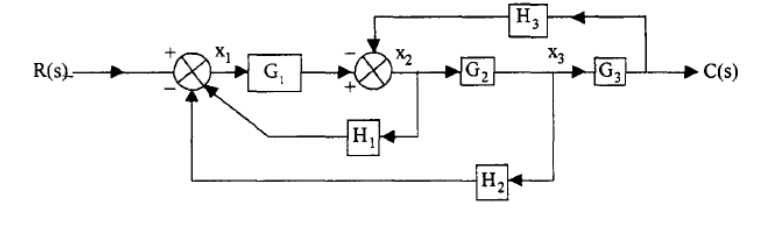 H₃
+ x₁ − x₂ x₃
R(s) G₁ G₂ G₃ C(s)
− +
H₁
H₂